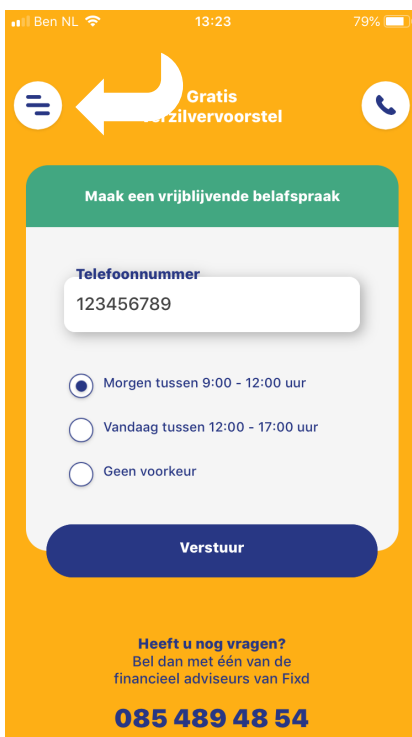 Ben NL 13:23 79%
Gratis
zilvervoorstel
Maak een vrijblijvende belafspraak
Telefoonnummer
123456789
Morgen tussen 9:00 - 12:00 uur
Vandaag tussen 12:00 - 17:00 uur
Geen voorkeur
Verstuur
Heeft u nog vragen?
Bel dan met één van de
financieel adviseurs van Fixd
085 489 48 54